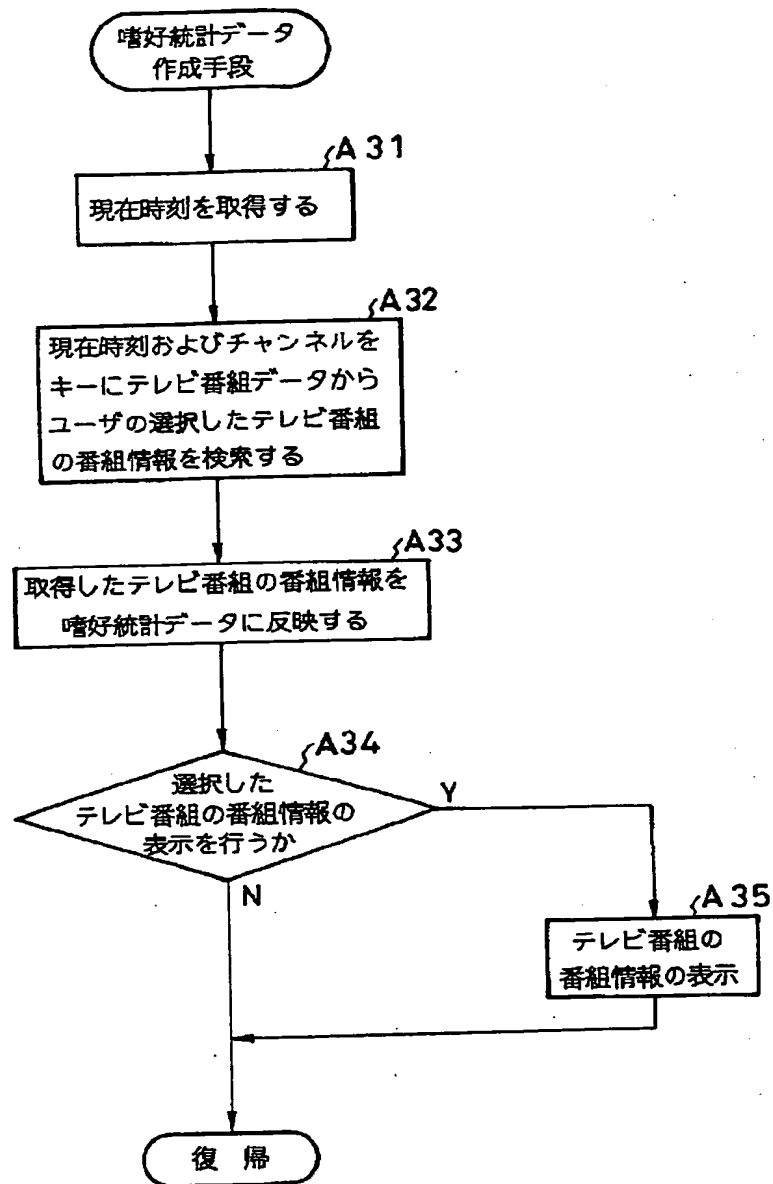 嗜好統計データ
作成手段
A31
現在時刻を取得する
A32
現在時刻およびチャンネルを
キーにテレビ番組データから
ユーザの選択したテレビ番組
の番組情報を検索する
A33
取得したテレビ番組の番組情報を
嗜好統計データに反映する
A34
選択した
テレビ番組の番組情報の
表示を行うか
Y
N
A35
テレビ番組の
番組情報の表示
復帰